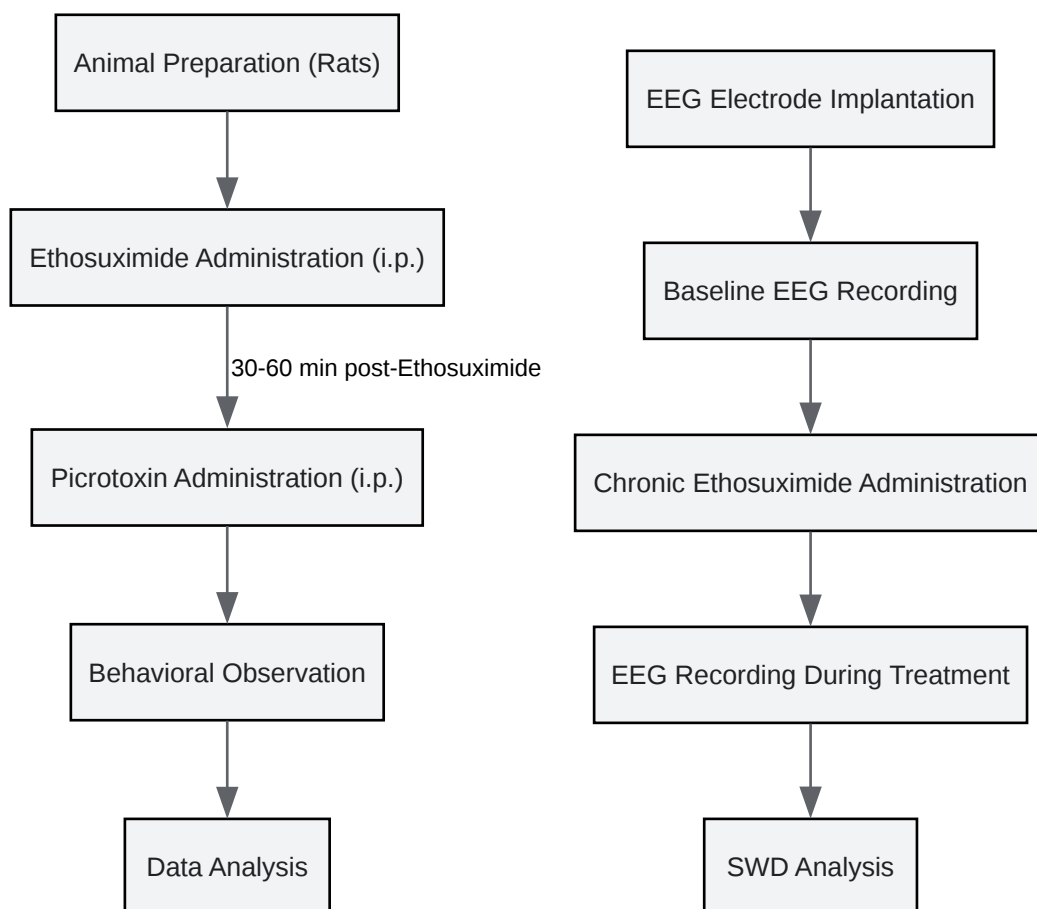 Animal Preparation (Rats)
Ethosuximide Administration (i.p.)
30-60 min post-Ethosuximide
Picrotoxin Administration (i.p.)
Behavioral Observation
Data Analysis
EEG Electrode Implantation
Baseline EEG Recording
Chronic Ethosuximide Administration
EEG Recording During Treatment
SWD Analysis